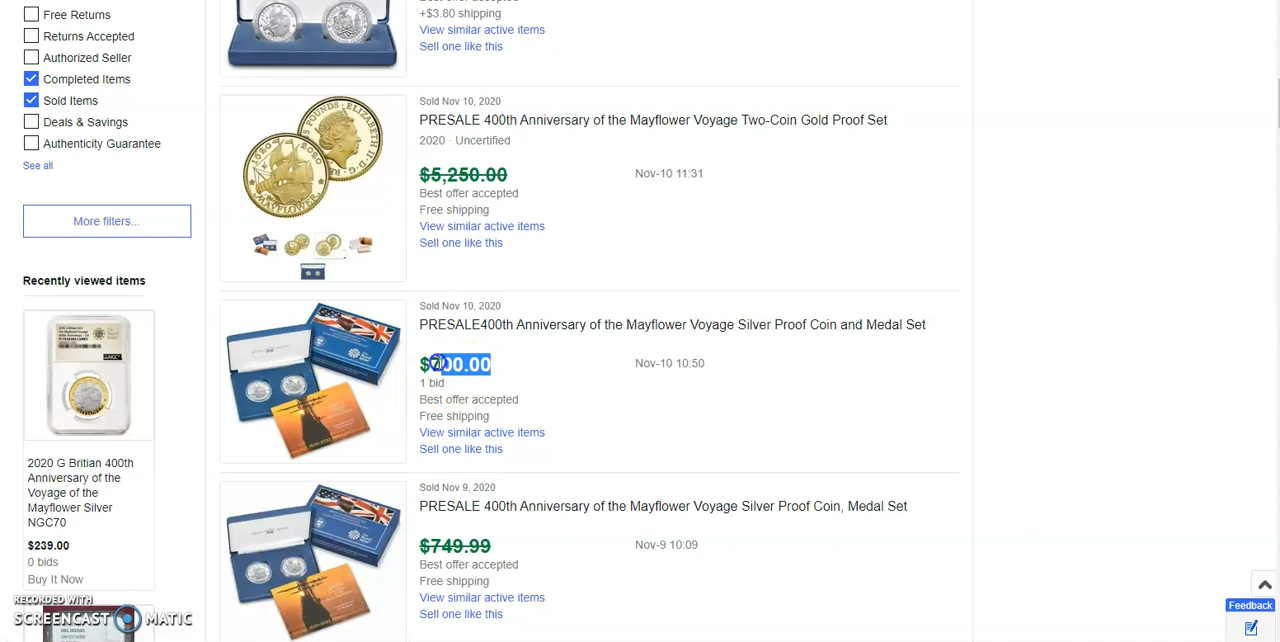 Free Returns
Returns Accepted
Authorized Seller
Completed Items
Sold Items
Deals & Savings
Authenticity Guarantee
See all
More filters...
Recently viewed items
2020 G Britian 400th
Anniversary of the
Voyage of the
Mayflower Silver
NGC70
$239.00
0 bids
Buy It Now
RECORDED WITH
SCREENCAST MATIC
+$3.80 shipping
View similar active items
Sell one like this
Sold Nov 10, 2020
PRESALE 400th Anniversary of the Mayflower Voyage Two-Coin Gold Proof Set
2020 · Uncertified
$5,250.00
Nov-10 11:31
Best offer accepted
Free shipping
View similar active items
Sell one like this
Sold Nov 10, 2020
PRESALE400th Anniversary of the Mayflower Voyage Silver Proof Coin and Medal Set
$700.00
Nov-10 10:50
1 bid
Best offer accepted
Free shipping
View similar active items
Sell one like this
Sold Nov 9, 2020
PRESALE 400th Anniversary of the Mayflower Voyage Silver Proof Coin, Medal Set
$749.99
Nov-9 10:09
Best offer accepted
Free shipping
View similar active items
Sell one like this
Feedback